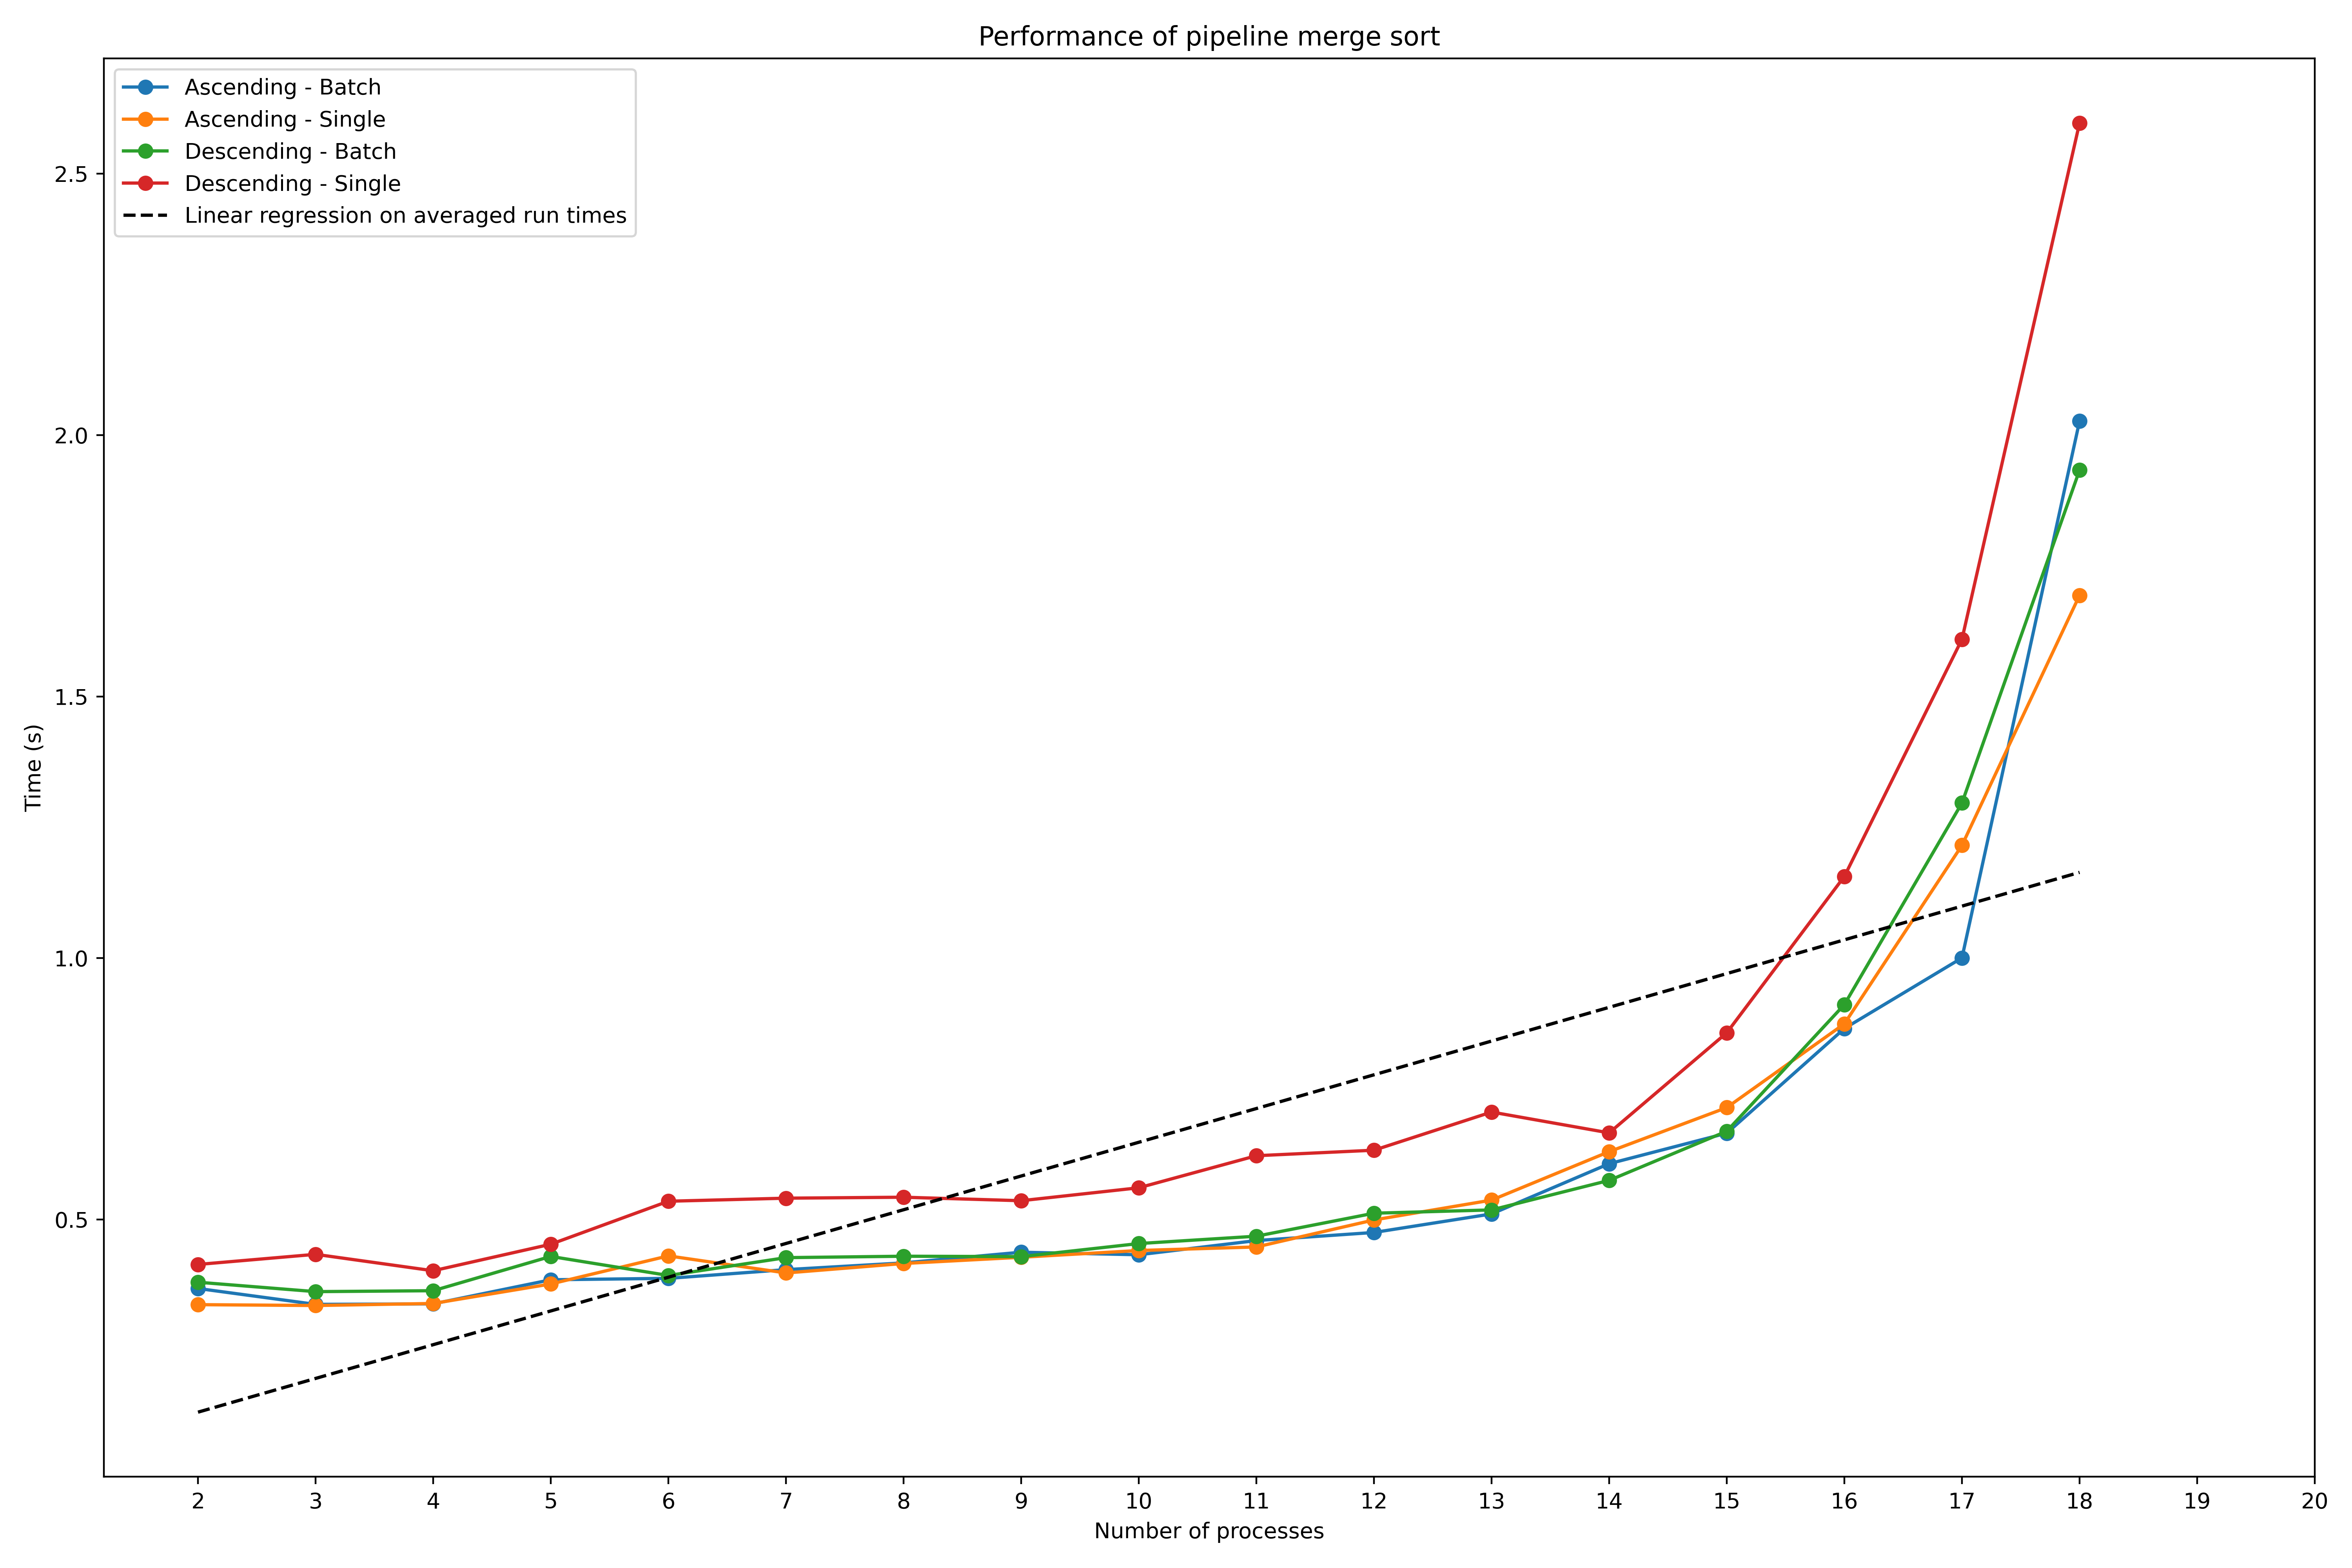 Performance of pipeline merge sort
Ascending - Batch
Ascending - Single
Descending - Batch
Descending - Single
Linear regression on averaged run times
2.5
2.0
1.5
1.0
0.5
Time (s)
2 3 4 5 6 7 8 9 10 11 12 13 14 15 16 17 18 19 20
Number of processes